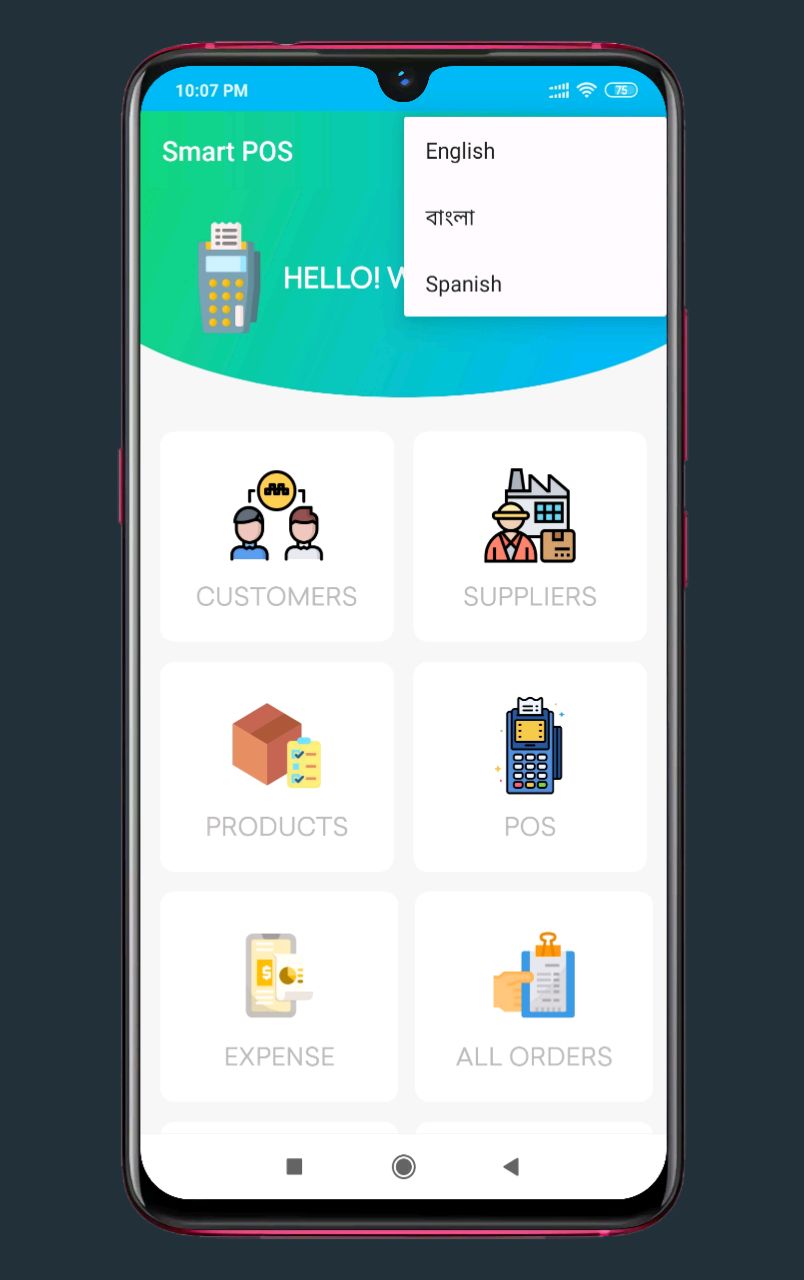 10:07 PM
75
Smart POS
English
বাংলা
Spanish
HELLO!
CUSTOMERS
SUPPLIERS
PRODUCTS
POS
EXPENSE
ALL ORDERS